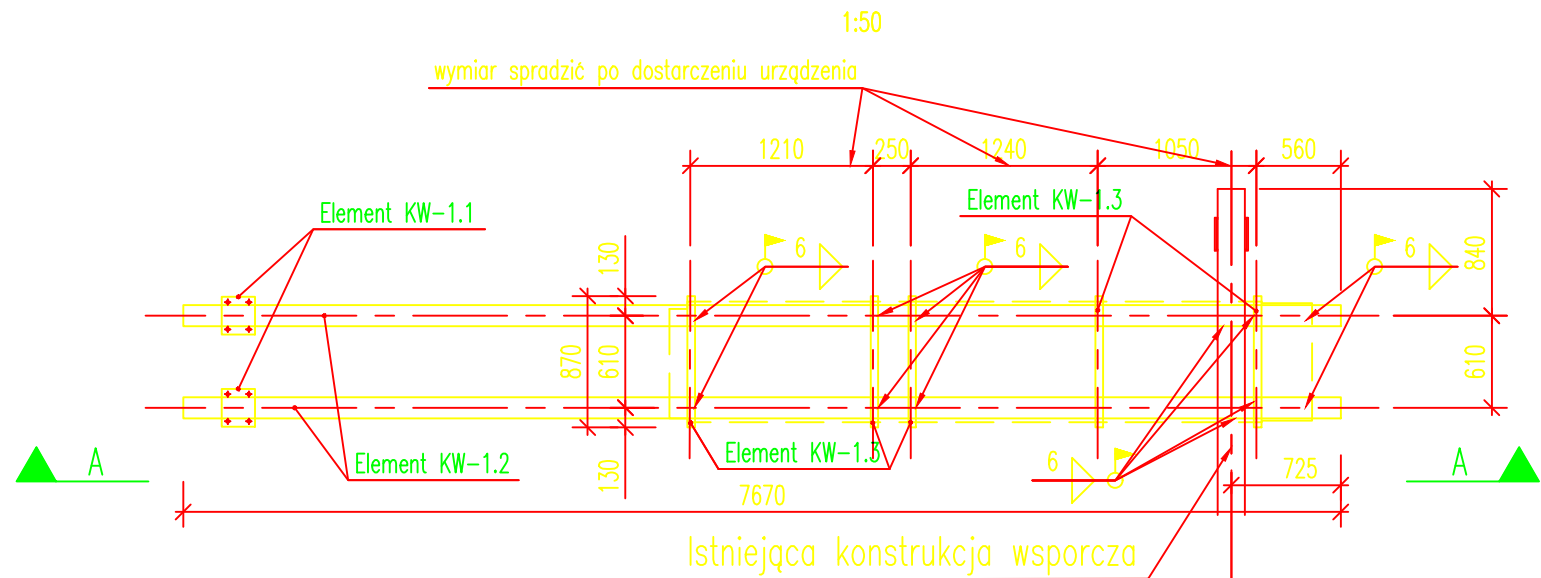 1:50
wymiar spradzić po dostarczeniu urządzenia
1210
250
1240
1050
560
Element KW-1.1
Element KW-1.3
130
6
6
6
840
870
610
610
A
Element KW-1.2
Element KW-1.3
130
6
725
A
7670
Istniejąca konstrukcja wsporcza